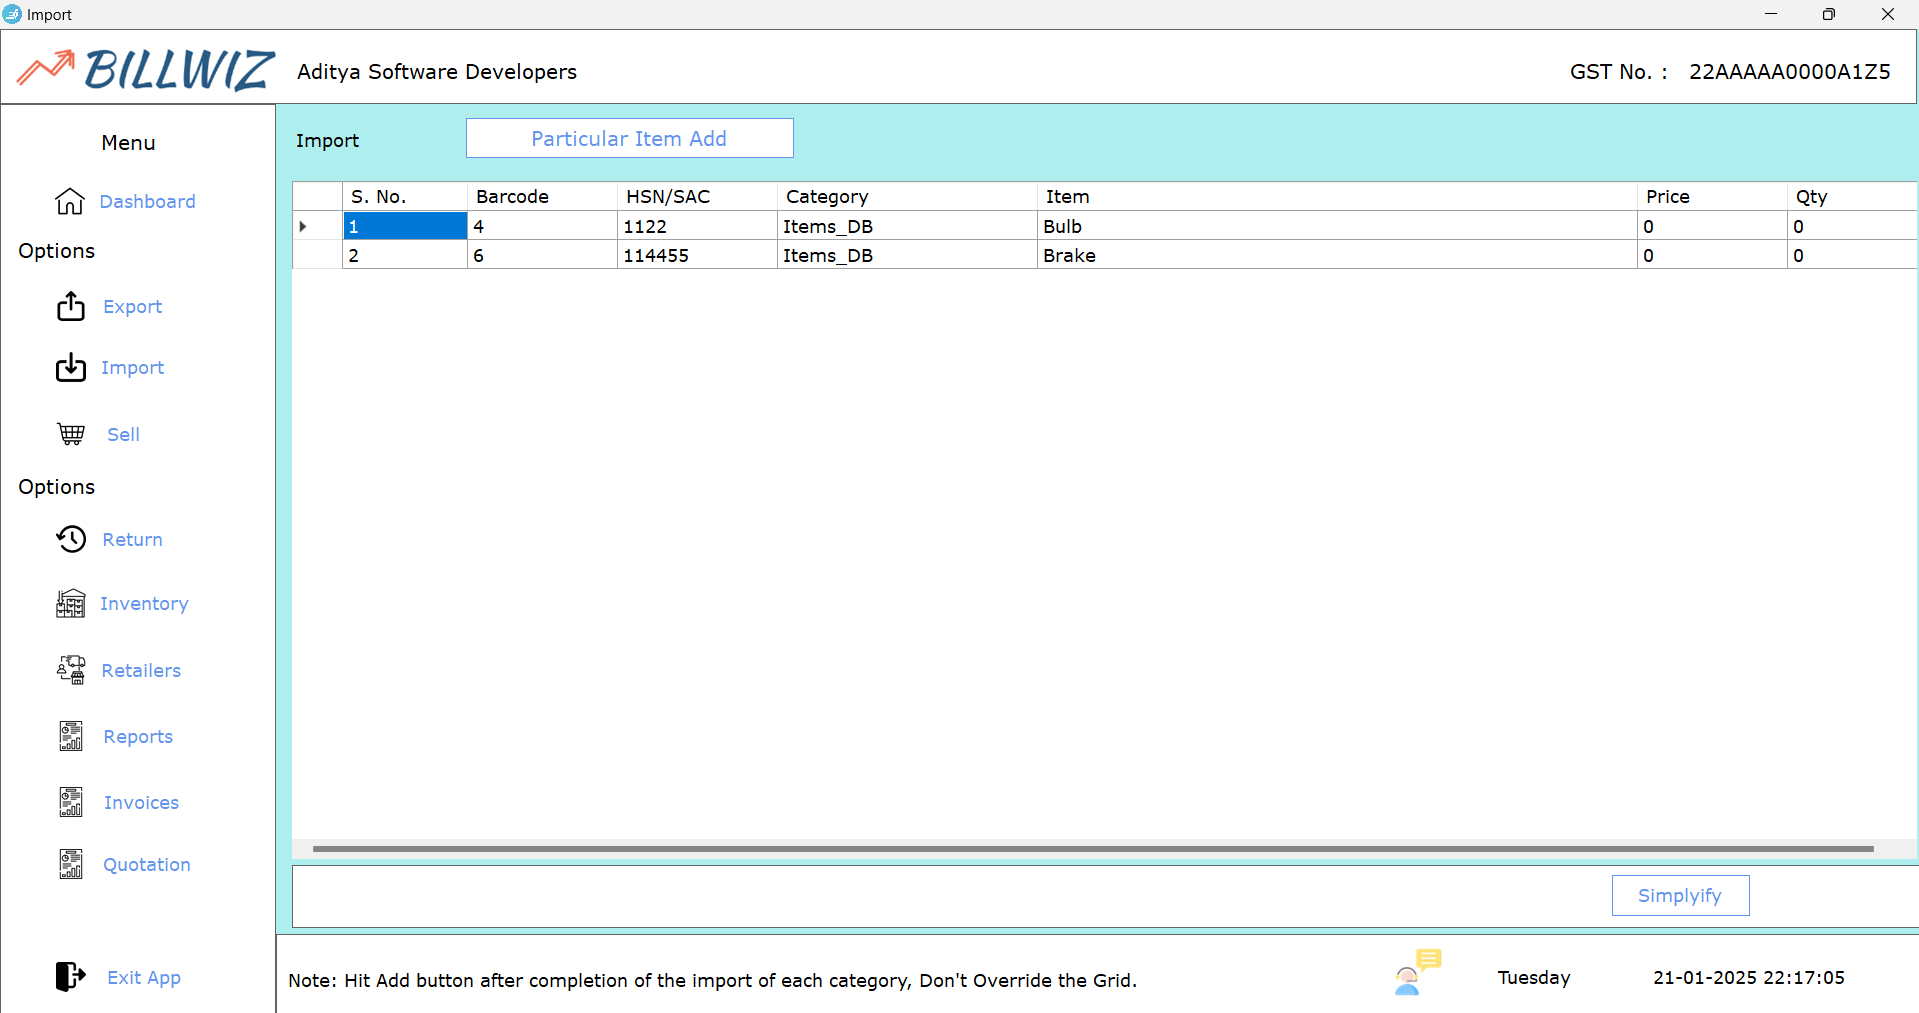 Import
BILLWIZ Aditya Software Developers GST No. : 22AAAAA0000A1Z5
Menu
Dashboard
Options
Export
Import
Sell
Options
Return
Inventory
Retailers
Reports
Invoices
Quotation
Exit App
Import Particular Item Add
S. No. Barcode HSN/SAC Category Item Price Qty
1 4 1122 Items_DB Bulb 0 0
2 6 114455 Items_DB Brake 0 0
Simplyify
Note: Hit Add button after completion of the import of each category, Don't Override the Grid. Tuesday 21-01-2025 22:17:05